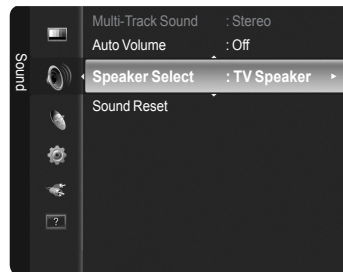 Sound
Multi-Track Sound : Stereo
Auto Volume : Off
Speaker Select : TV Speaker
Sound Reset
?